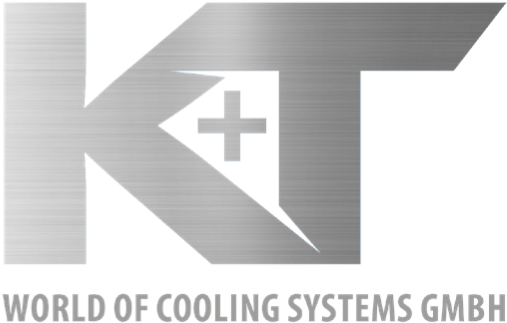 K+T
WORLD OF COOLING SYSTEMS GMBH